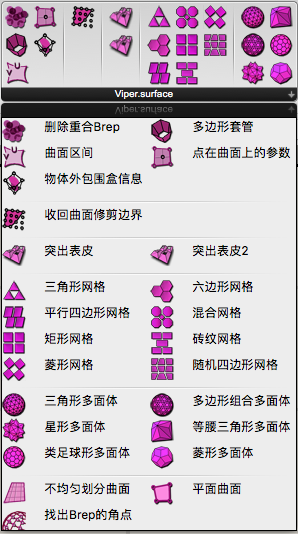 Viper.surface
删除重合Brep 多边形套管
曲面区间 点在曲面上的参数
物体外包围盒信息
收回曲面修剪边界
突出表皮 突出表皮2
三角形网格 六边形网格
平行四边形网格 混合网格
矩形网格 砖纹网格
菱形网格 随机四边形网格
三角形多面体 多边形组合多面体
星形多面体 等腰三角形多面体
类足球形多面体 菱形多面体
不均匀划分曲面 平面曲面
找出Brep的角点